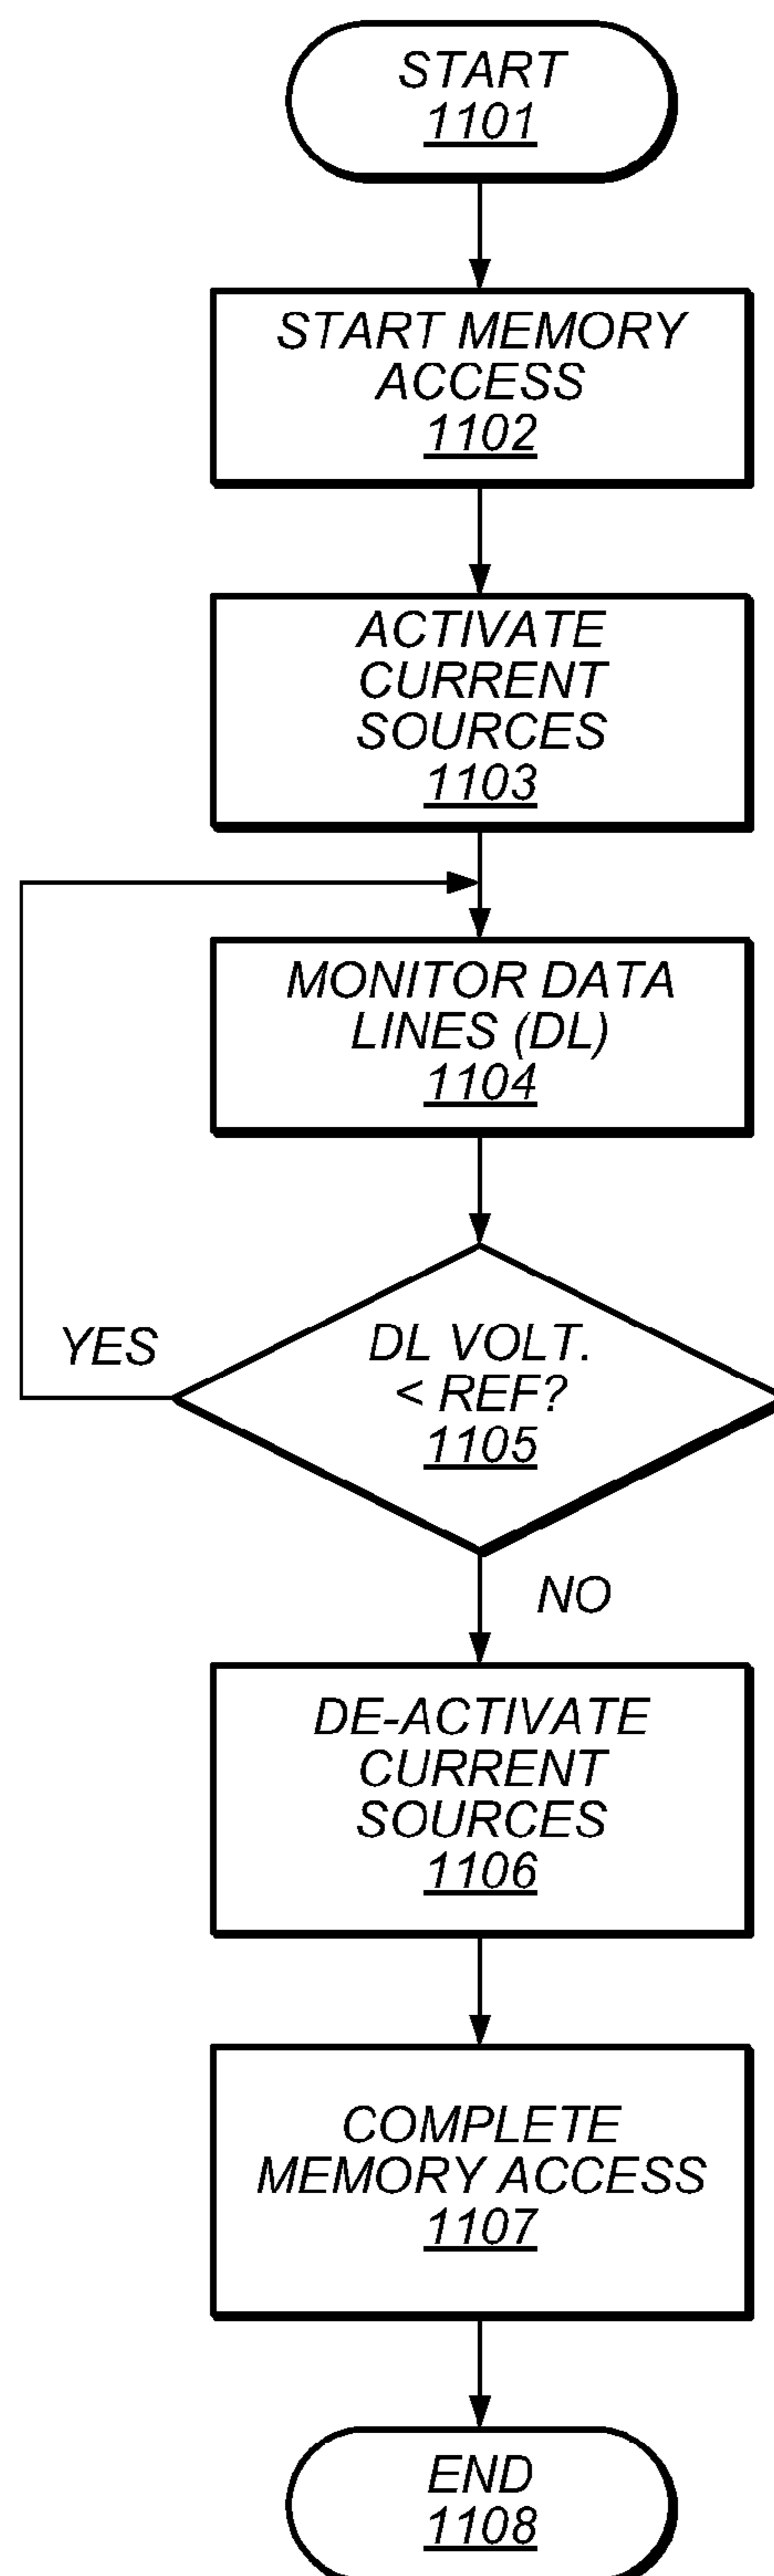 START
1101
START MEMORY
ACCESS
1102
ACTIVATE
CURRENT
SOURCES
1103
MONITOR DATA
LINES (DL)
1104
YES
DL VOLT.
< REF?
1105
NO
DE-ACTIVATE
CURRENT
SOURCES
1106
COMPLETE
MEMORY ACCESS
1107
END
1108